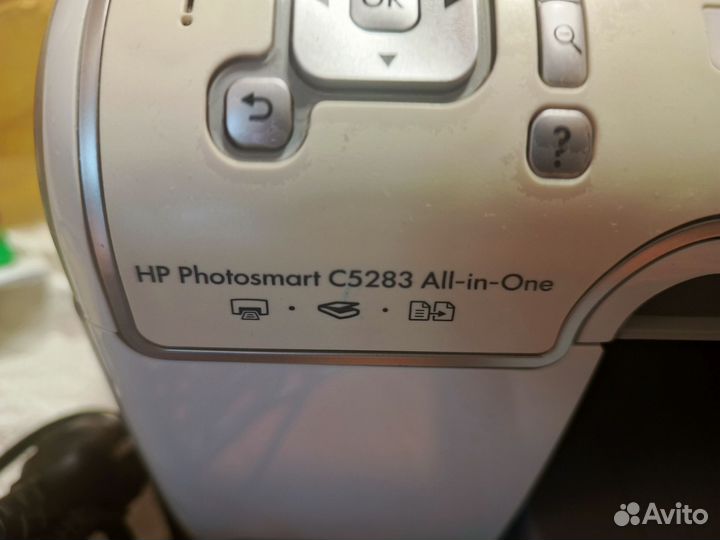 OK
?
HP Photosmart C5283 All-in-One
Avito